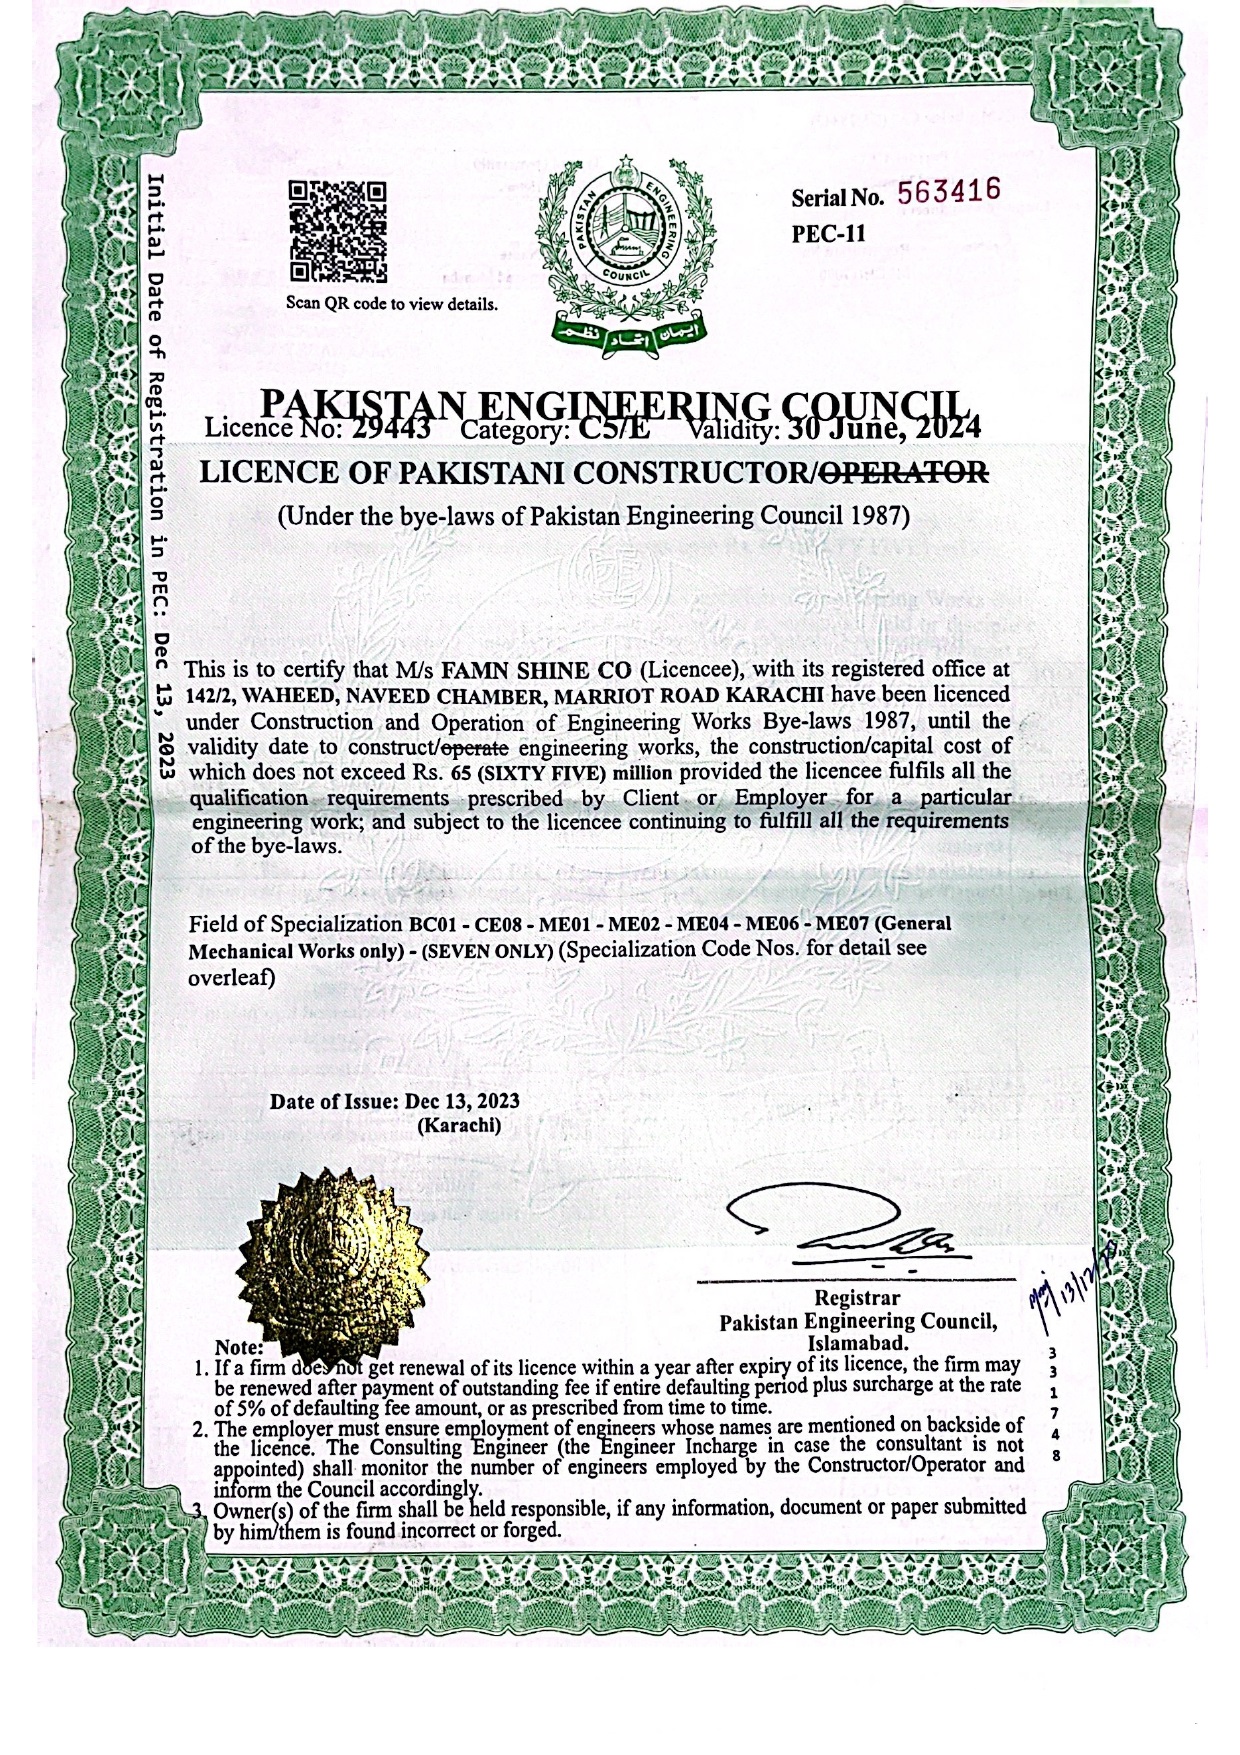 Serial No. 563416
PEC-11
PAKISTAN
ENGINEERING
COUNCIL
Scan QR code to view details.
ایمان اتحاد نظم
PAKISTAN ENGINEERING COUNCIL
Licence No: 29443 Category: C5/E Validity: 30 June, 2024
LICENCE OF PAKISTANI CONSTRUCTOR/OPERATOR
(Under the bye-laws of Pakistan Engineering Council 1987)
Initial Date of Registration in PEC: Dec 13, 2023
This is to certify that M/s FAMN SHINE CO (Licencee), with its registered office at
142/2, WAHEED, NAVEED CHAMBER, MARRIOT ROAD KARACHI have been licenced
under Construction and Operation of Engineering Works Bye-laws 1987, until the
validity date to construct/operate engineering works, the construction/capital cost of
which does not exceed Rs. 65 (SIXTY FIVE) million provided the licencee fulfils all the
qualification requirements prescribed by Client or Employer for a particular
engineering work; and subject to the licencee continuing to fulfill all the requirements
of the bye-laws.
Field of Specialization BC01 - CE08 - ME01 - ME02 - ME04 - ME06 - ME07 (General
Mechanical Works only) - (SEVEN ONLY) (Specialization Code Nos. for detail see
overleaf)
Date of Issue: Dec 13, 2023
(Karachi)
Registrar
Pakistan Engineering Council,
Islamabad.
13/12/
331748
Note:
1. If a firm does not get renewal of its licence within a year after expiry of its licence, the firm may
be renewed after payment of outstanding fee if entire defaulting period plus surcharge at the rate
of 5% of defaulting fee amount, or as prescribed from time to time.
2. The employer must ensure employment of engineers whose names are mentioned on backside of
the licence. The Consulting Engineer (the Engineer Incharge in case the consultant is not
appointed) shall monitor the number of engineers employed by the Constructor/Operator and
inform the Council accordingly.
3. Owner(s) of the firm shall be held responsible, if any information, document or paper submitted
by him/them is found incorrect or forged.